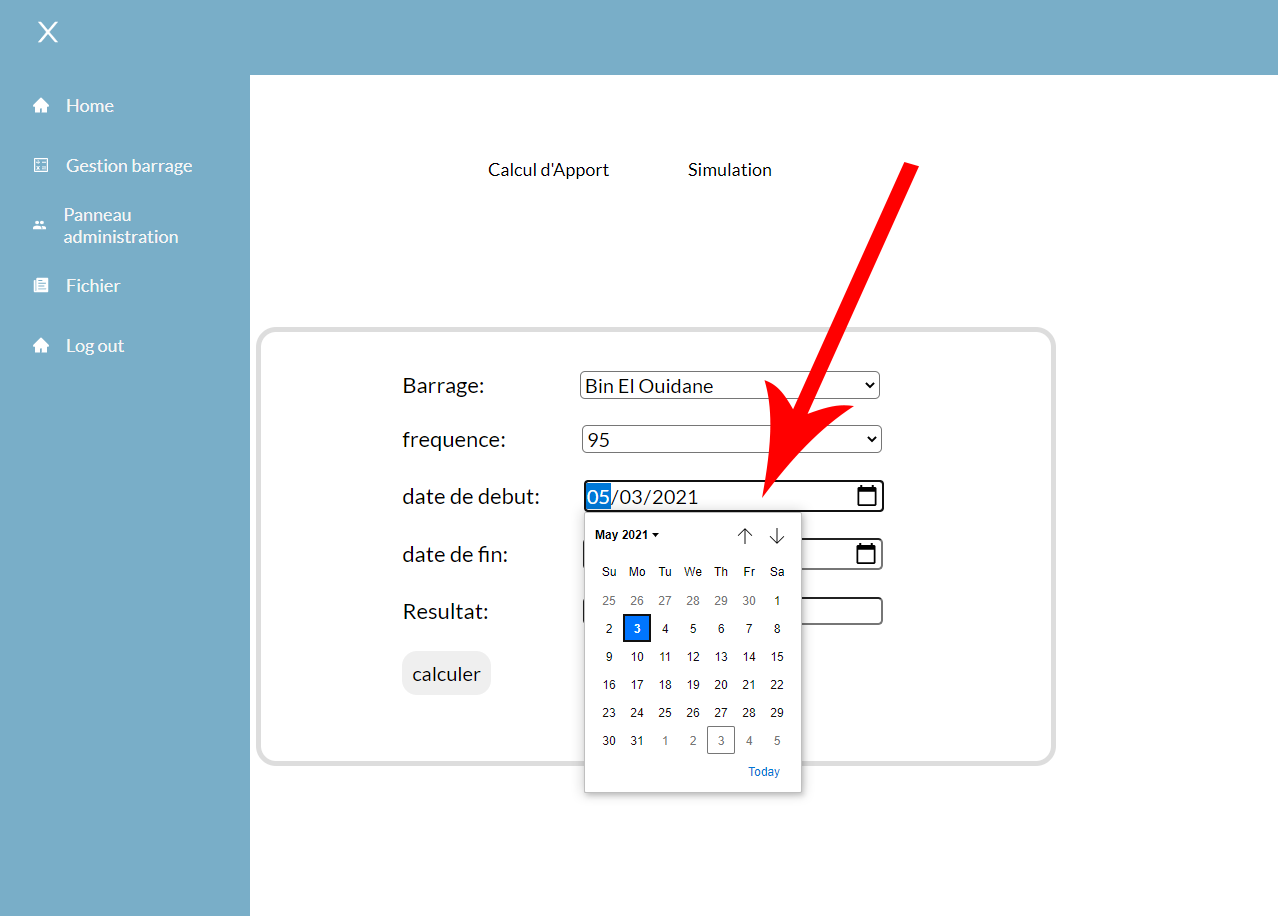 Home
Gestion barrage
Panneau
administration
Fichier
Log out
Calcul d'Apport Simulation
Barrage: Bin El Ouidane
frequence: 95
date de debut: 05/03/2021
date de fin:
Resultat:
calculer
May 2021
Su Mo Tu We Th Fr Sa
25 26 27 28 29 30 1
2 3 4 5 6 7 8
9 10 11 12 13 14 15
16 17 18 19 20 21 22
23 24 25 26 27 28 29
30 31 1 2 3 4 5
Today